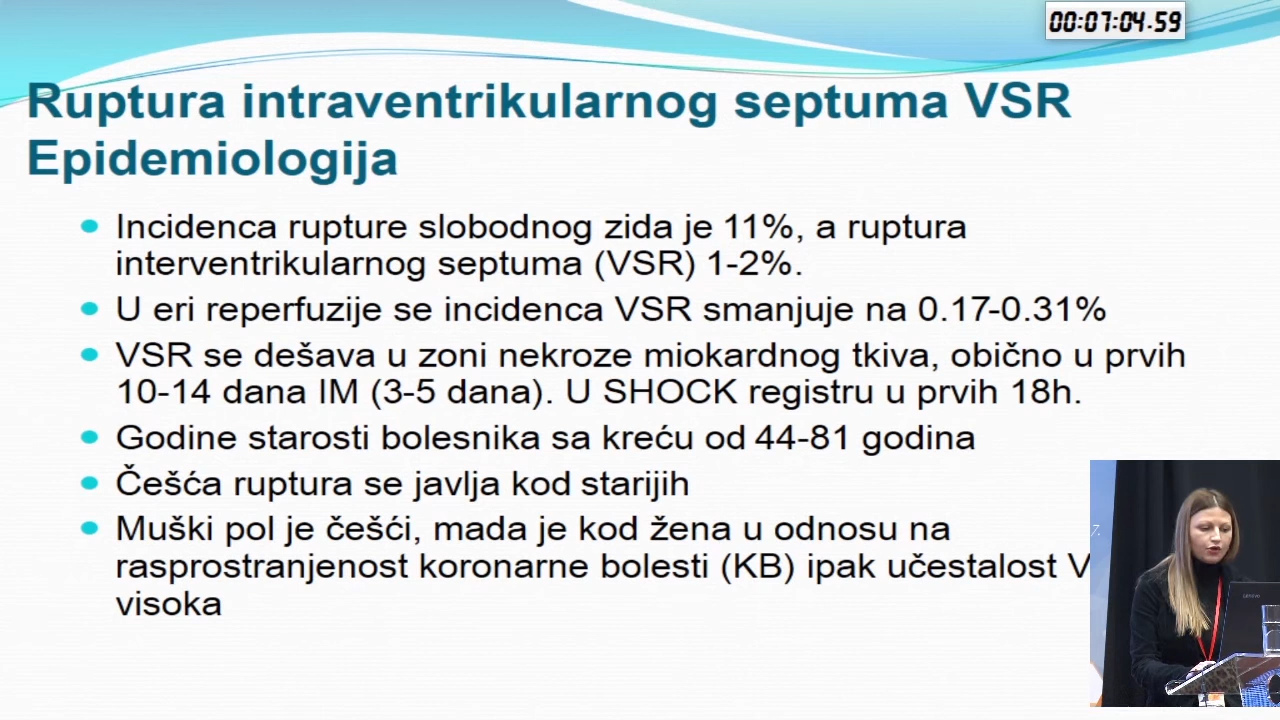 00:07:04.59
Ruptura intraventrikularnog septuma VSR
Epidemiologija
Incidenca rupture slobodnog zida je 11%, a ruptura
interventrikularnog septuma (VSR) 1-2%.
U eri reperfuzije se incidenca VSR smanjuje na 0.17-0.31%
VSR se dešava u zoni nekroze miokardnog tkiva, obično u prvih
10-14 dana IM (3-5 dana). U SHOCK registru u prvih 18h.
Godine starosti bolesnika sa kreću od 44-81 godina
Češća ruptura se javlja kod starijih
Muški pol je češći, mada je kod žena u odnosu na
rasprostranjenost koronarne bolesti (KB) ipak učestalost V
visoka
7.
Lenovo